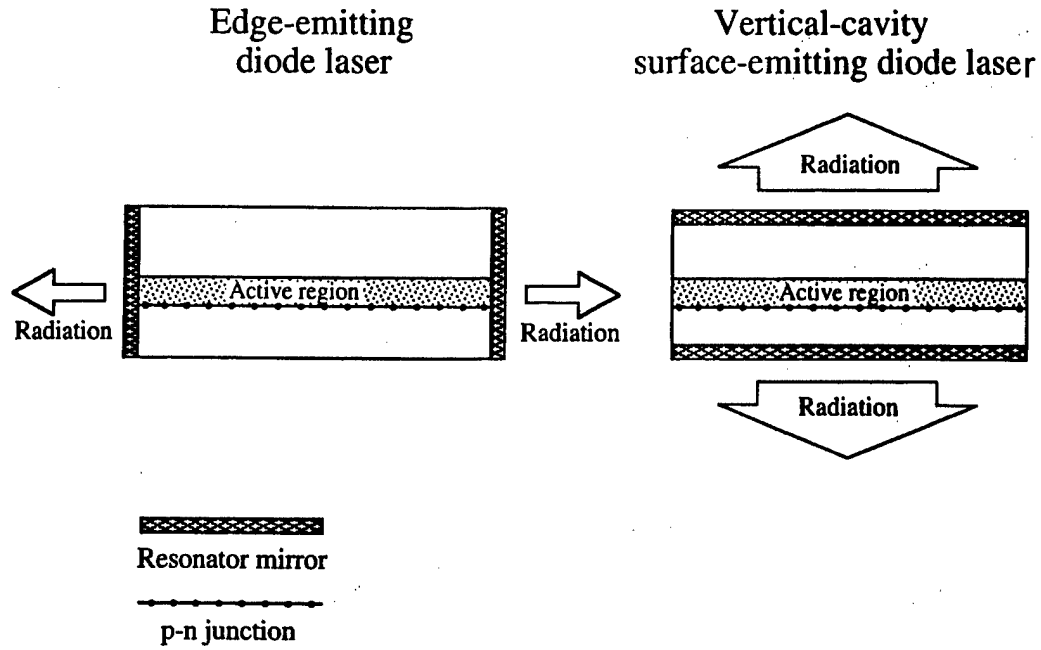 Edge-emitting
diode laser
Vertical-cavity
surface-emitting diode laser
Radiation
Active region
Radiation
Radiation
Active region
Radiation
Resonator mirror
p-n junction